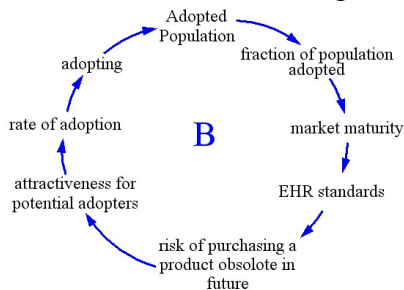 Adopted
Population
fraction of population
adopted
market maturity
EHR standards
risk of purchasing a
product obsolote in
future
attractiveness for
potential adopters
rate of adoption
adopting
B